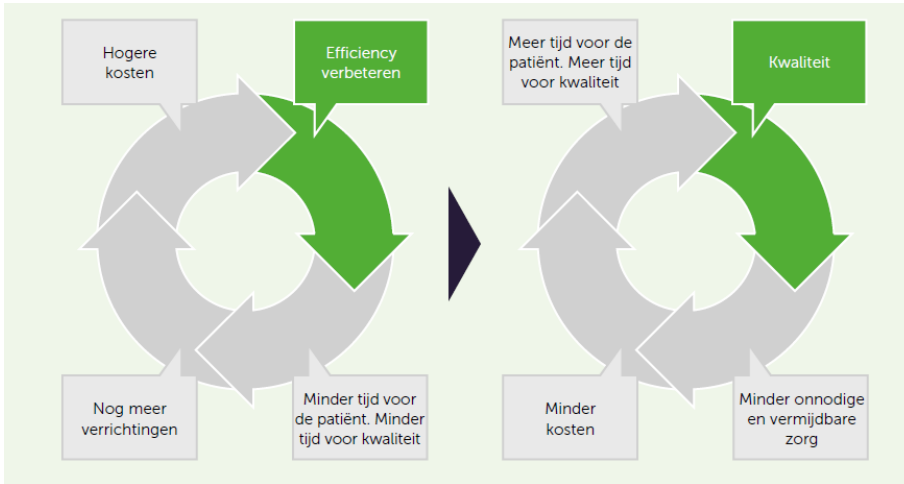 Hogere
kosten
Efficiency
verbeteren
Nog meer
verrichtingen
Minder tijd voor
de patiënt. Minder
tijd voor kwaliteit
Meer tijd voor de
patiënt. Meer tijd
voor kwaliteit
Kwaliteit
Minder
kosten
Minder onnodige
en vermijdbare
zorg